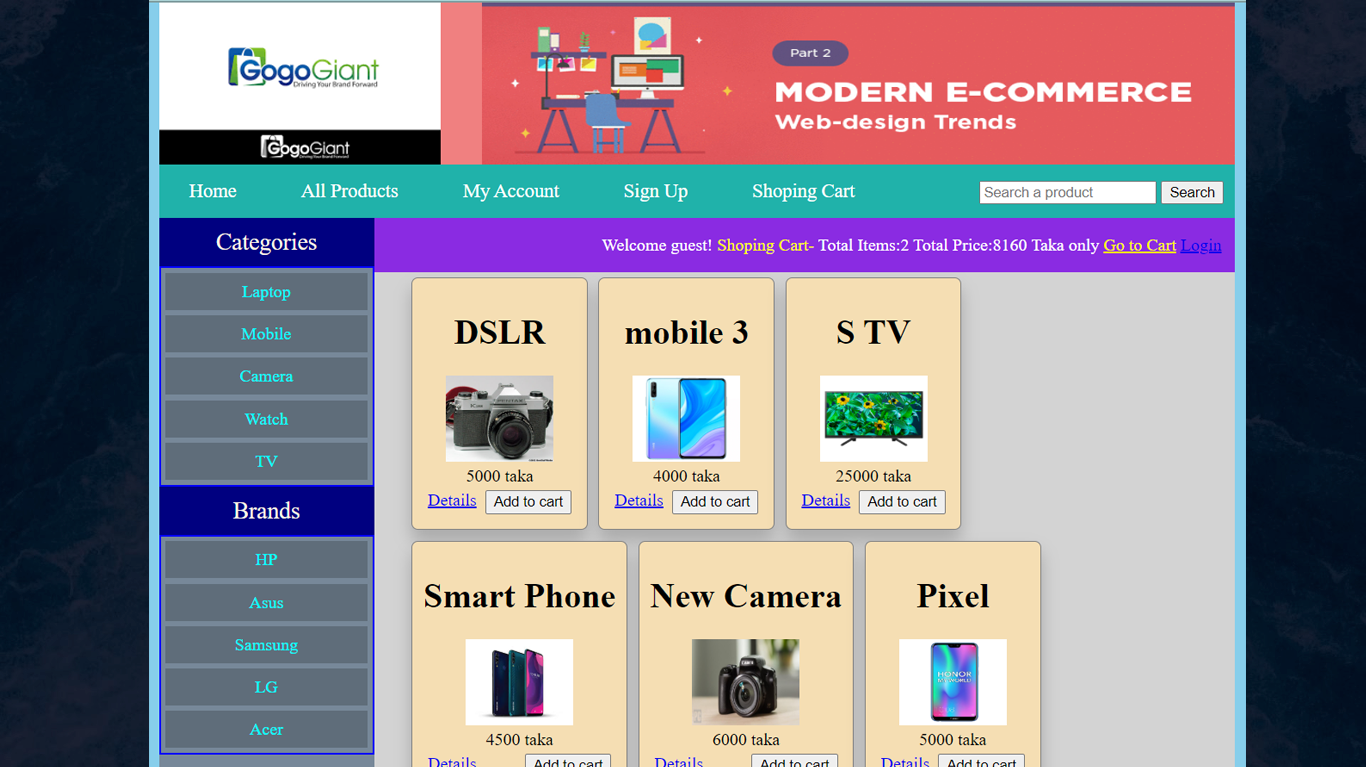 GogoGiant
Driving Your Brand Forward
GogoGiant
Driving Your Brand Forward
Part 2
MODERN E-COMMERCE
Web-design Trends
Home All Products My Account Sign Up Shoping Cart Search a product Search
Categories
Welcome guest! Shoping Cart- Total Items:2 Total Price:8160 Taka only Go to Cart Login
Laptop
Mobile
Camera
Watch
TV
Brands
HP
Asus
Samsung
LG
Acer
DSLR
5000 taka
Details Add to cart
mobile 3
4000 taka
Details Add to cart
S TV
25000 taka
Details Add to cart
Smart Phone
4500 taka
Details Add to cart
New Camera
6000 taka
Details Add to cart
Pixel
HONOR
MY WORLD
5000 taka
Details Add to cart